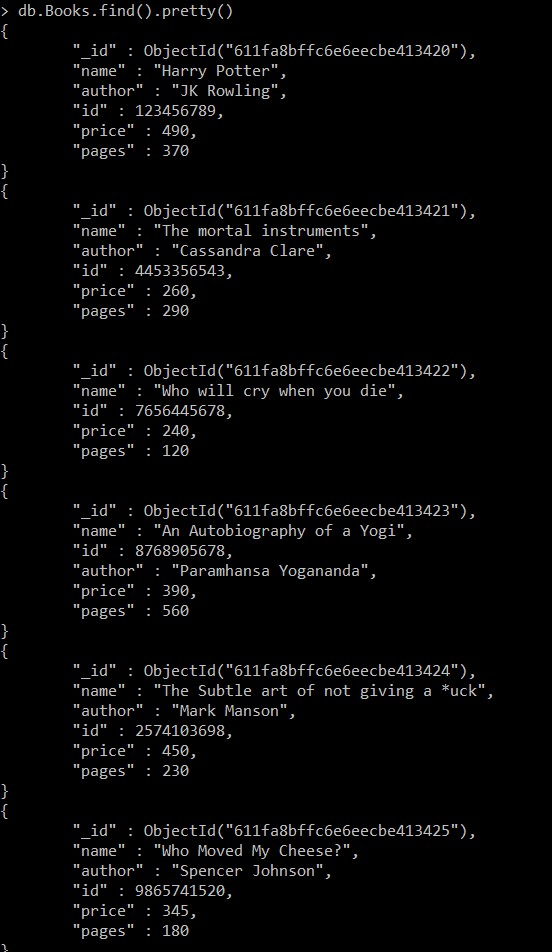 > db.Books.find().pretty()
{
"_id" : ObjectId("611fa8bffc6e6eecbe413420"),
"name" : "Harry Potter",
"author" : "JK Rowling",
"id" : 123456789,
"price" : 490,
"pages" : 370
}
{
"_id" : ObjectId("611fa8bffc6e6eecbe413421"),
"name" : "The mortal instruments",
"author" : "Cassandra Clare",
"id" : 4453356543,
"price" : 260,
"pages" : 290
}
{
"_id" : ObjectId("611fa8bffc6e6eecbe413422"),
"name" : "Who will cry when you die",
"id" : 7656445678,
"price" : 240,
"pages" : 120
}
{
"_id" : ObjectId("611fa8bffc6e6eecbe413423"),
"name" : "An Autobiography of a Yogi",
"id" : 8768905678,
"author" : "Paramhansa Yogananda",
"price" : 390,
"pages" : 560
}
{
"_id" : ObjectId("611fa8bffc6e6eecbe413424"),
"name" : "The Subtle art of not giving a *uck",
"author" : "Mark Manson",
"id" : 2574103698,
"price" : 450,
"pages" : 230
}
{
"_id" : ObjectId("611fa8bffc6e6eecbe413425"),
"name" : "Who Moved My Cheese?",
"author" : "Spencer Johnson",
"id" : 9865741520,
"price" : 345,
"pages" : 180
}